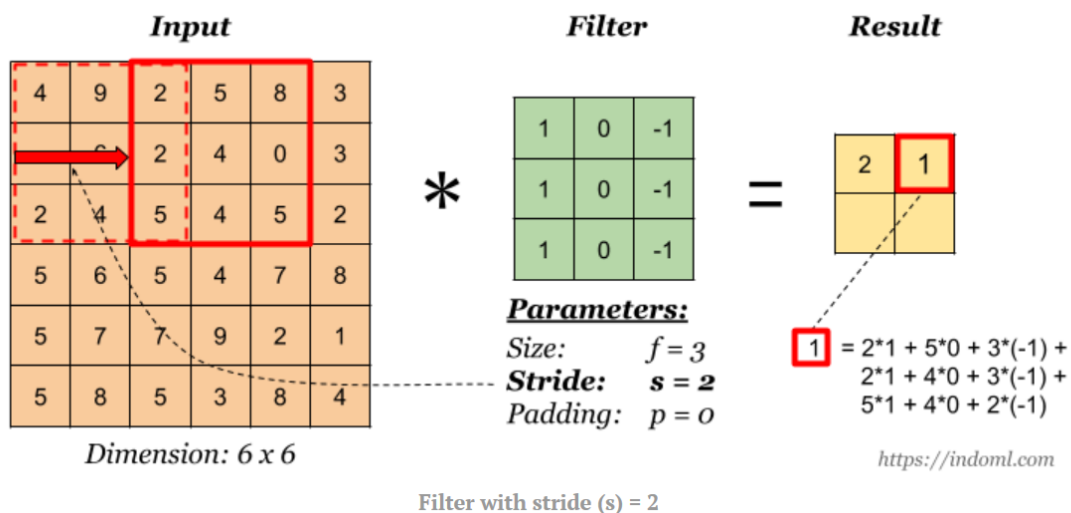 Input
Filter
Result
4 9 2 5 8 3
2 4 0 3
2 4 5 4 5 2
5 6 5 4 7 8
5 7 7 9 2 1
5 8 5 3 8 4
Dimension: 6 x 6
*
1 0 -1
1 0 -1
1 0 -1
Parameters:
Size: f = 3
Stride: s = 2
Padding: p = 0
=
2 1
1 = 2*1 + 5*0 + 3*(-1) +
2*1 + 4*0 + 3*(-1) +
5*1 + 4*0 + 2*(-1)
https://indoml.com
Filter with stride (s) = 2